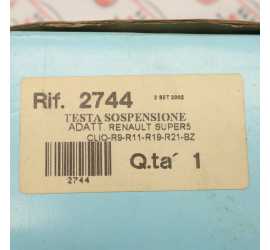 Rif. 2744 2 SET 2002
TESTA SOSPENSIONE
ADATT. RENAULT SUPER5
CLIO-R9-R11-R19-R21-BZ
Q.ta' 1
2744